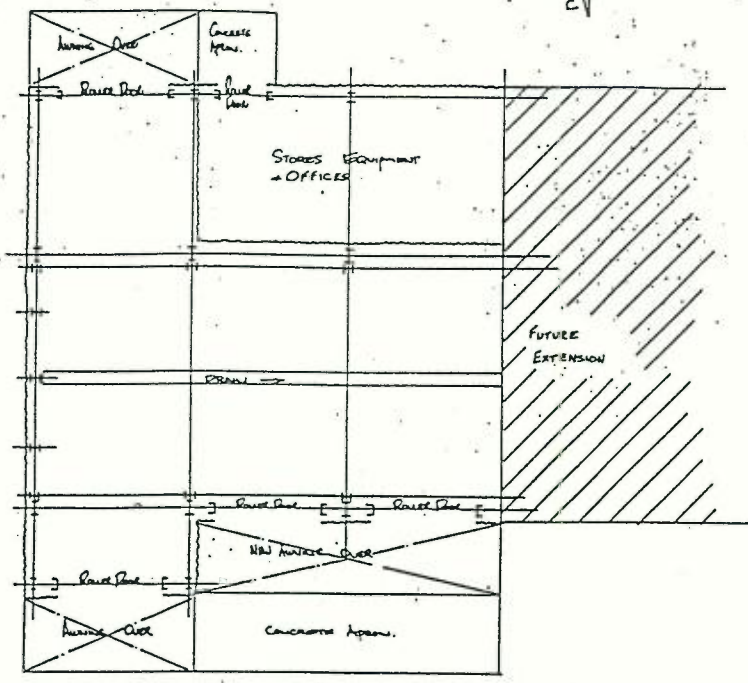 AWNING OVER
CONCRETE
APRON.
ROLLER DOOR
ROLLER
DOOR
STORES EQUIPMENT
+ OFFICES
FUTURE
EXTENSION
DRAIN →
ROLLER DOOR
ROLLER DOOR
NEW AWNING OVER
ROLLER DOOR
AWNING OVER
CONCRETE APRON.